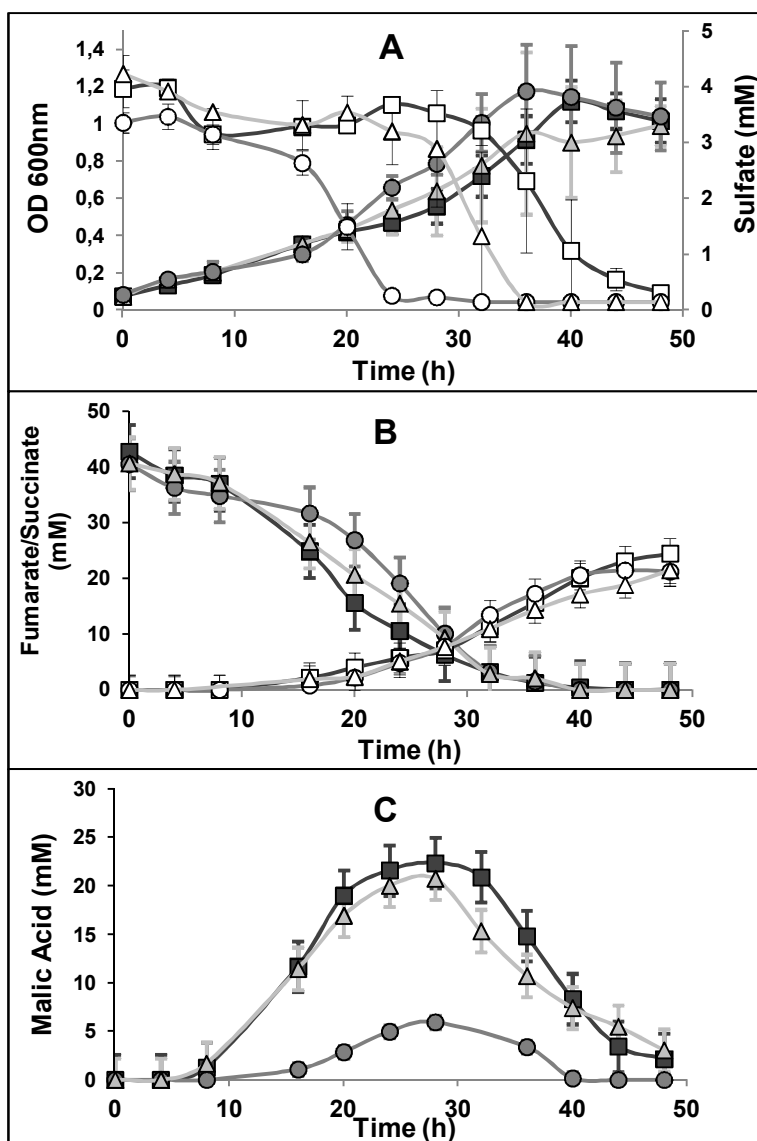 A
OD 600nm
1,4
1,2
1
0,8
0,6
0,4
0,2
0
5
4
3
2
1
0
Sulfate (mM)
0 10 20 30 40 50
Time (h)
B
Fumarate/Succinate
(mM)
50
40
30
20
10
0
0 10 20 30 40 50
Time (h)
C
Malic Acid (mM)
30
25
20
15
10
5
0
0 10 20 30 40 50
Time (h)